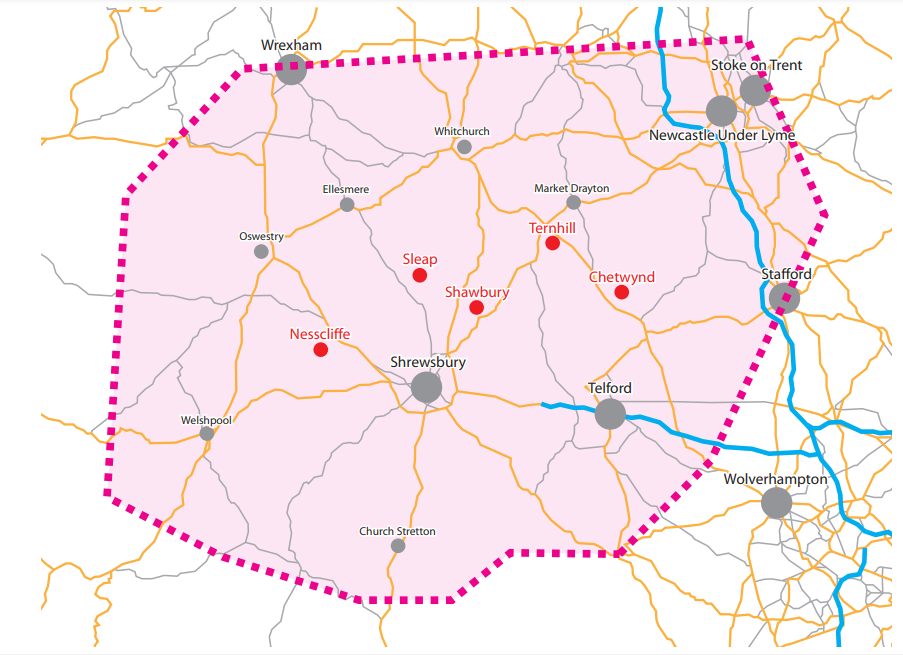 Wrexham
Stoke on Trent
Whitchurch
Newcastle Under Lyme
Ellesmere
Market Drayton
Ternhill
Oswestry
Sleap
Stafford
Chetwynd
Shawbury
Nesscliffe
Shrewsbury
Telford
Welshpool
Wolverhampton
Church Stretton